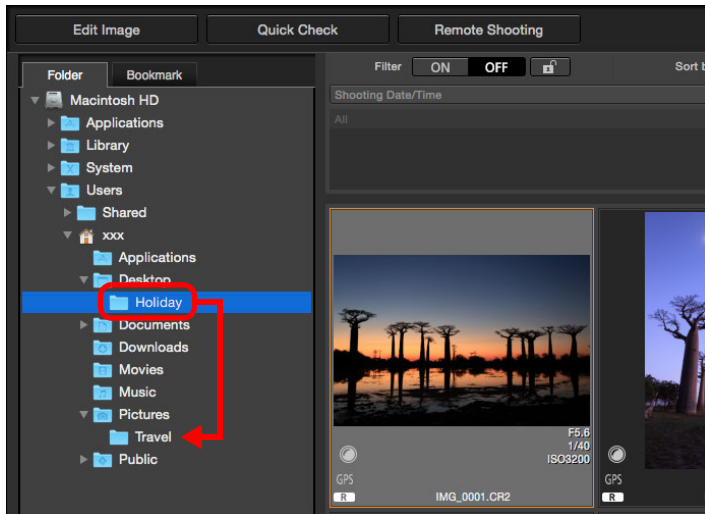 Edit Image
Quick Check
Remote Shooting
Folder
Bookmark
Macintosh HD
Applications
Library
System
Users
Shared
xxx
Applications
Desktop
Holiday
Documents
Downloads
Movies
Music
Pictures
Travel
Public
Filter ON OFF Sort
Shooting Date/Time
All
F5.6
1/40
ISO3200
GPS
R IMG_0001.CR2
GPS
R